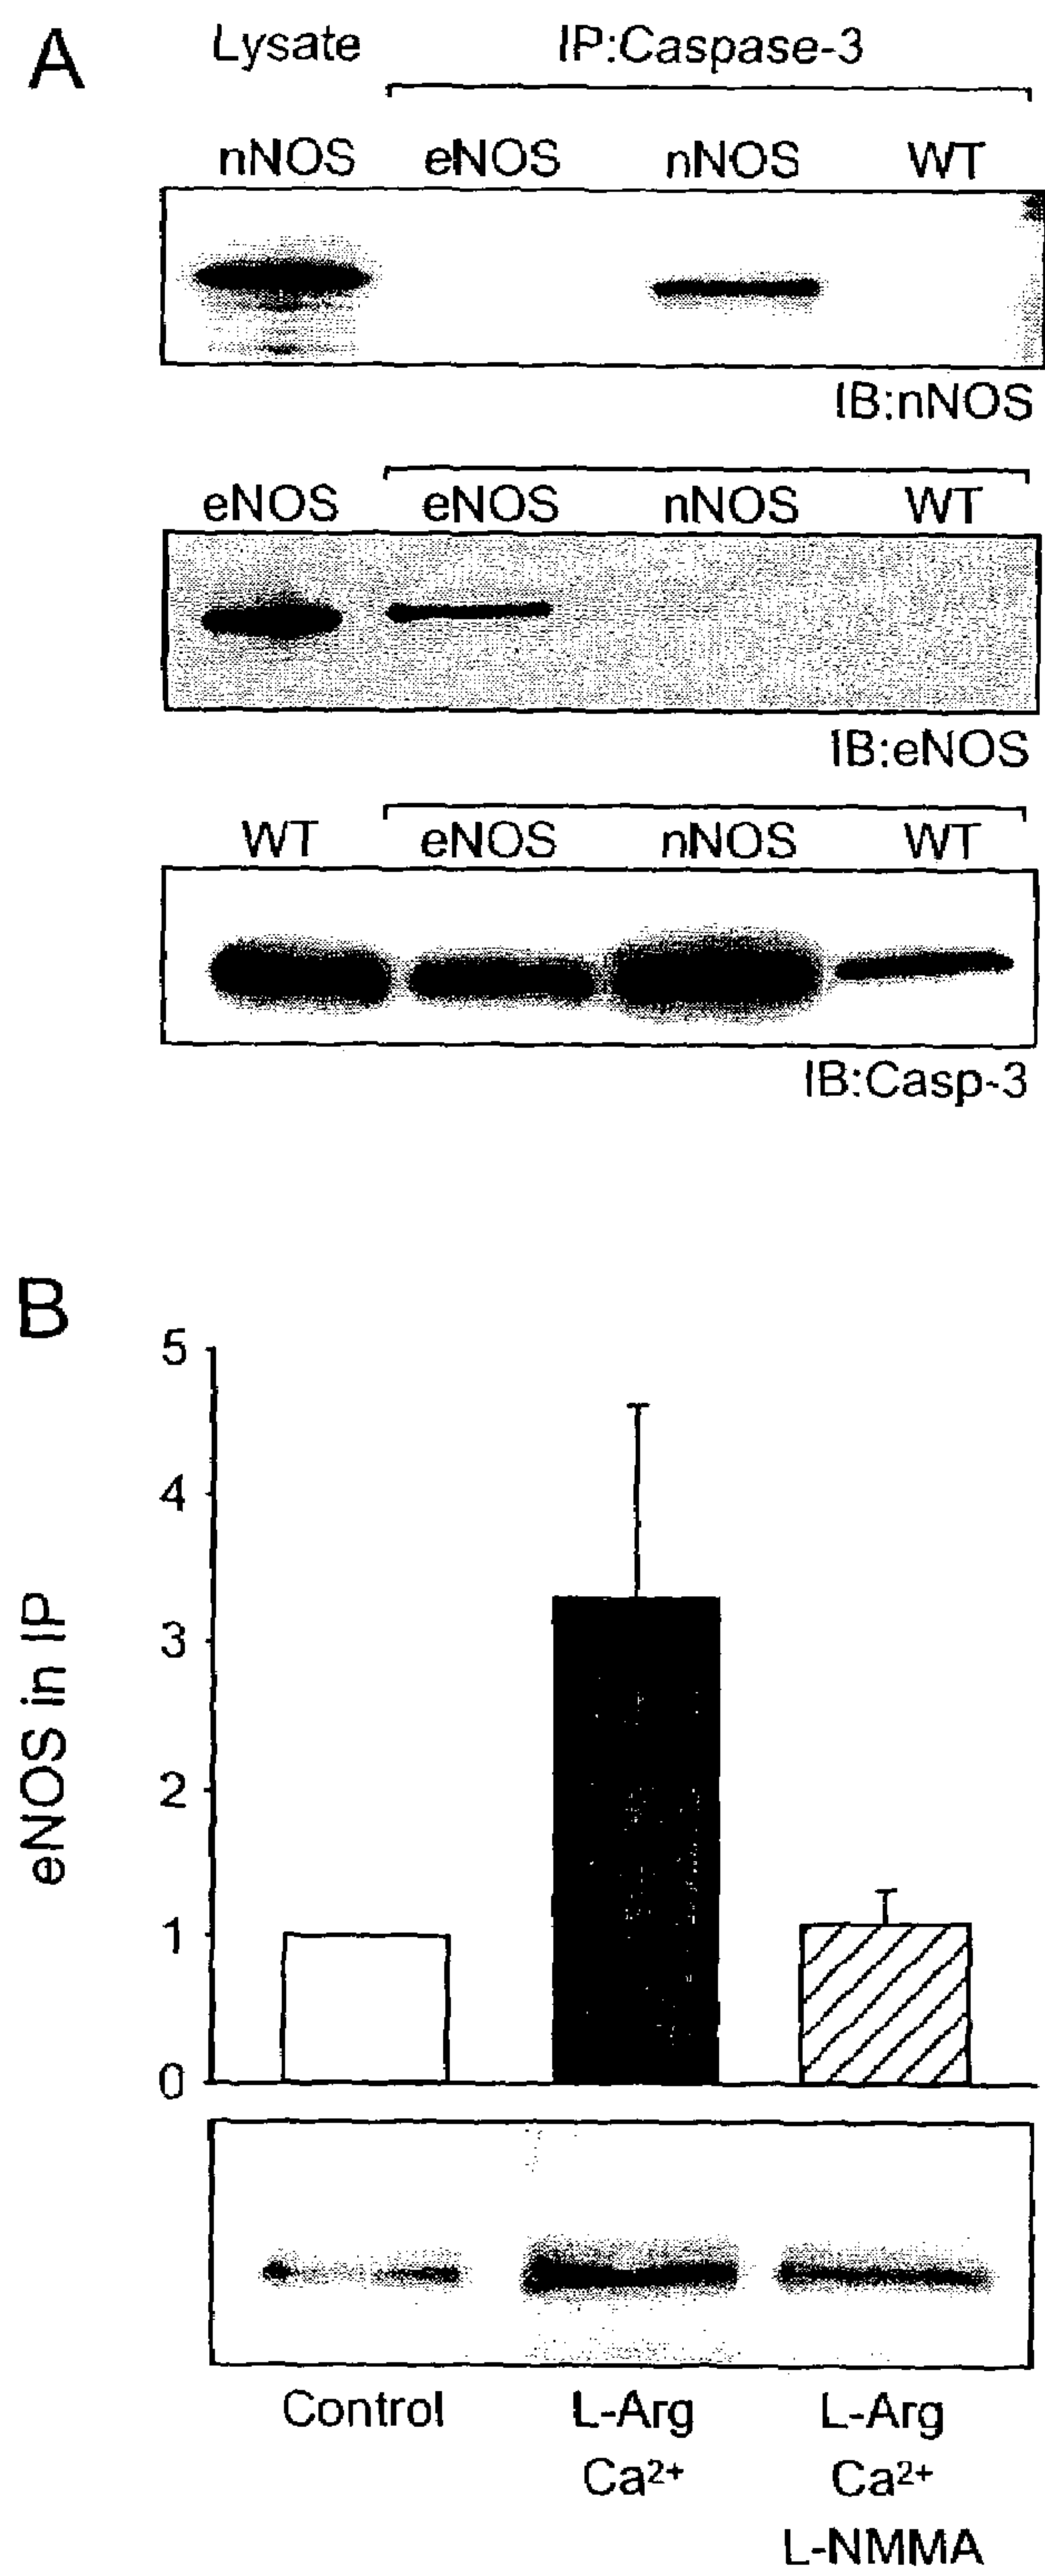 A
Lysate IP:Caspase-3
nNOS eNOS nNOS WT
IB:nNOS
eNOS eNOS nNOS WT
IB:eNOS
WT eNOS nNOS WT
IB:Casp-3
B
eNOS in IP
5
4
3
2
1
0
Control L-Arg L-Arg
Ca²⁺ Ca²⁺
L-NMMA